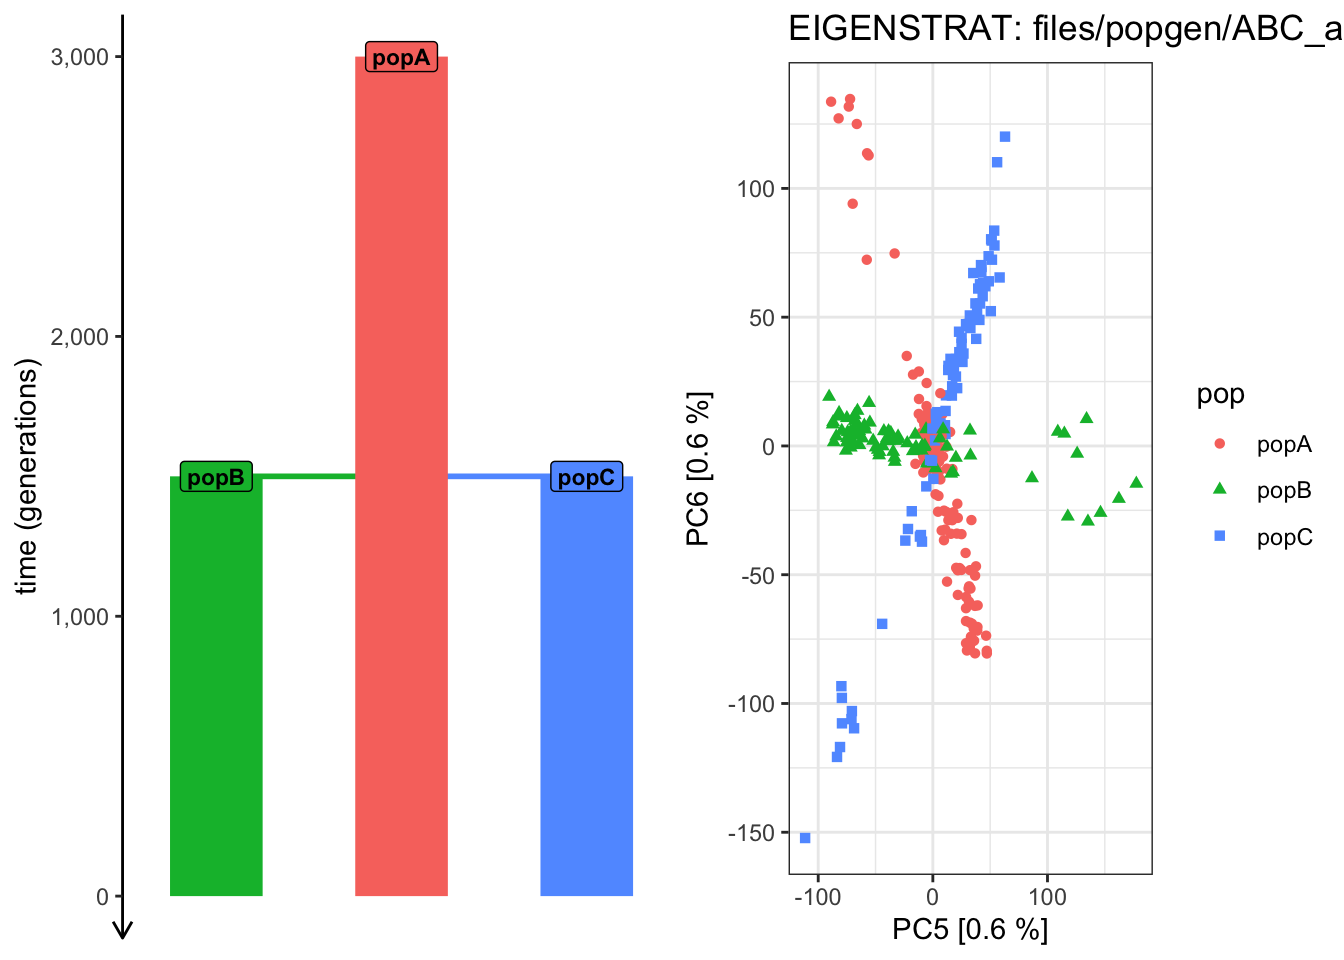 EIGENSTRAT: files/popgen/ABC_a
3,000
2,000
1,000
0
time (generations)
popA
popB
popC
100
50
0
-50
-100
-150
PC6 [0.6 %]
-100
0
100
PC5 [0.6 %]
pop
popA
popB
popC